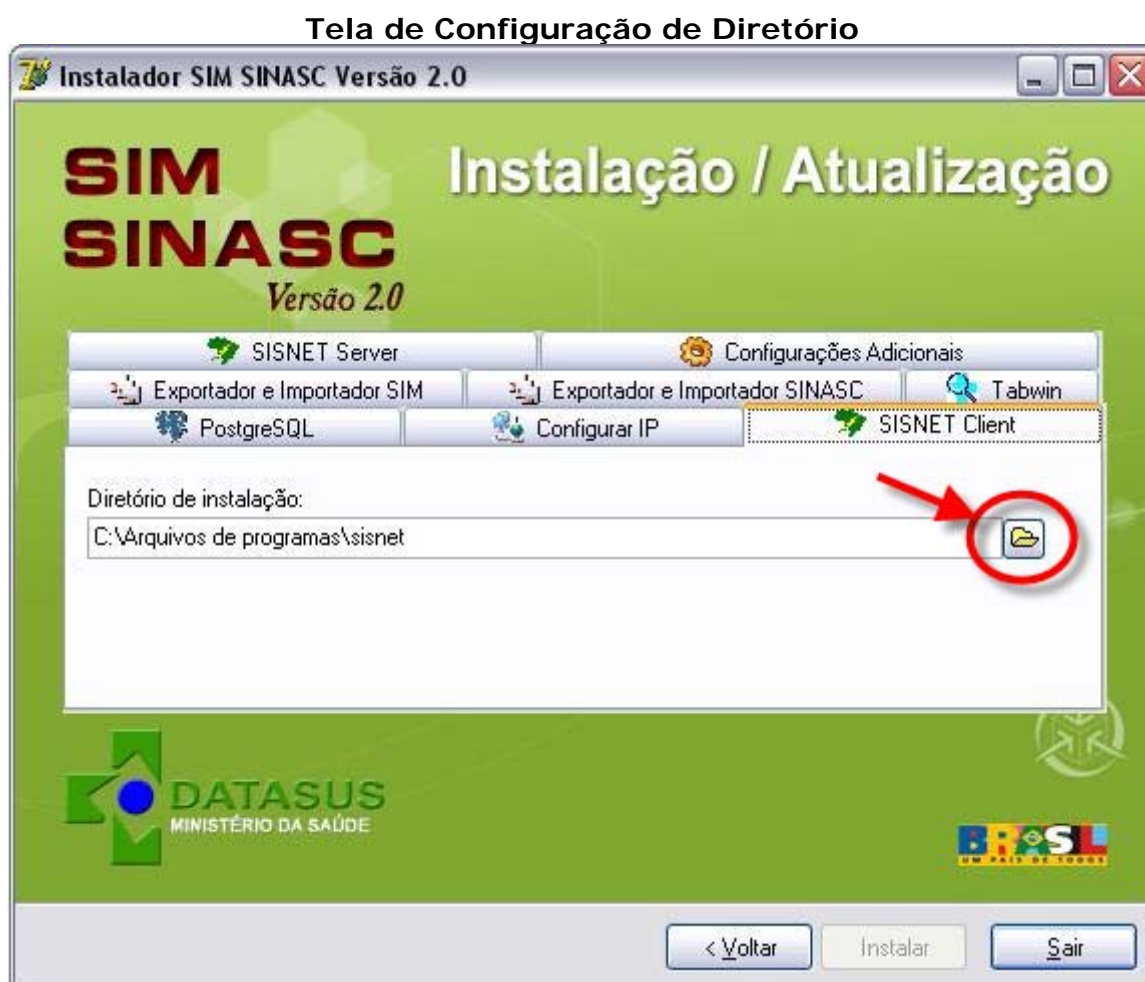 Tela de Configuração de Diretório
Instalador SIM SINASC Versão 2.0
SIM
SINASC
Versão 2.0
Instalação / Atualização
SISNET Server
Configurações Adicionais
Exportador e Importador SIM
Exportador e Importador SINASC
Tabwin
PostgreSQL
Configurar IP
SISNET Client
Diretório de instalação:
C:\Arquivos de programas\sisnet
DATASUS
MINISTÉRIO DA SAÚDE
BRASIL
UM PAÍS DE TODOS
< Voltar
Instalar
Sair